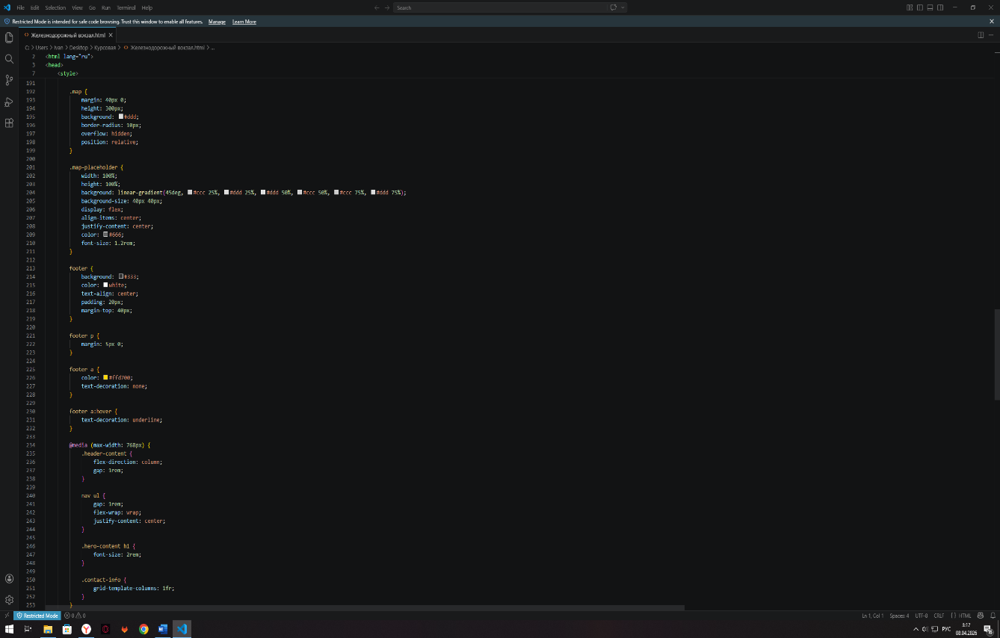 File Edit Selection View Go Run Terminal Help
Search
Restricted Mode is intended for safe code browsing. Trust this window to enable all features. Manage Learn More
Железнодорожный вокзал.html
C: > Users > Ivan > Desktop > Курсовая > Железнодорожный вокзал.html > ...
2 <html lang="ru">
3 <head>
7 <style>
191
192 .map {
193 margin: 40px 0;
194 height: 300px;
195 background: #ddd;
196 border-radius: 10px;
197 overflow: hidden;
198 position: relative;
199 }
200
201 .map-placeholder {
202 width: 100%;
203 height: 100%;
204 background: linear-gradient(45deg, #ccc 25%, #ddd 25%, #ddd 50%, #ccc 50%, #ccc 75%, #ddd 75%);
205 background-size: 40px 40px;
206 display: flex;
207 align-items: center;
208 justify-content: center;
209 color: #666;
210 font-size: 1.2rem;
211 }
212
213 footer {
214 background: #333;
215 color: white;
216 text-align: center;
217 padding: 20px;
218 margin-top: 40px;
219 }
220
221 footer p {
222 margin: 5px 0;
223 }
224
225 footer a {
226 color: #ffd700;
227 text-decoration: none;
228 }
229
230 footer a:hover {
231 text-decoration: underline;
232 }
233
234 @media (max-width: 768px) {
235 .header-content {
236 flex-direction: column;
237 gap: 1rem;
238 }
239
240 nav ul {
241 gap: 1rem;
242 flex-wrap: wrap;
243 justify-content: center;
244 }
245
246 .hero-content h1 {
247 font-size: 2rem;
248 }
249
250 .contact-info {
251 grid-template-columns: 1fr;
252 }
253 }
Restricted Mode 0 0 Ln 1, Col 1 Spaces: 4 UTF-8 CRLF { } HTML
РУС 3:17
08.04.2026